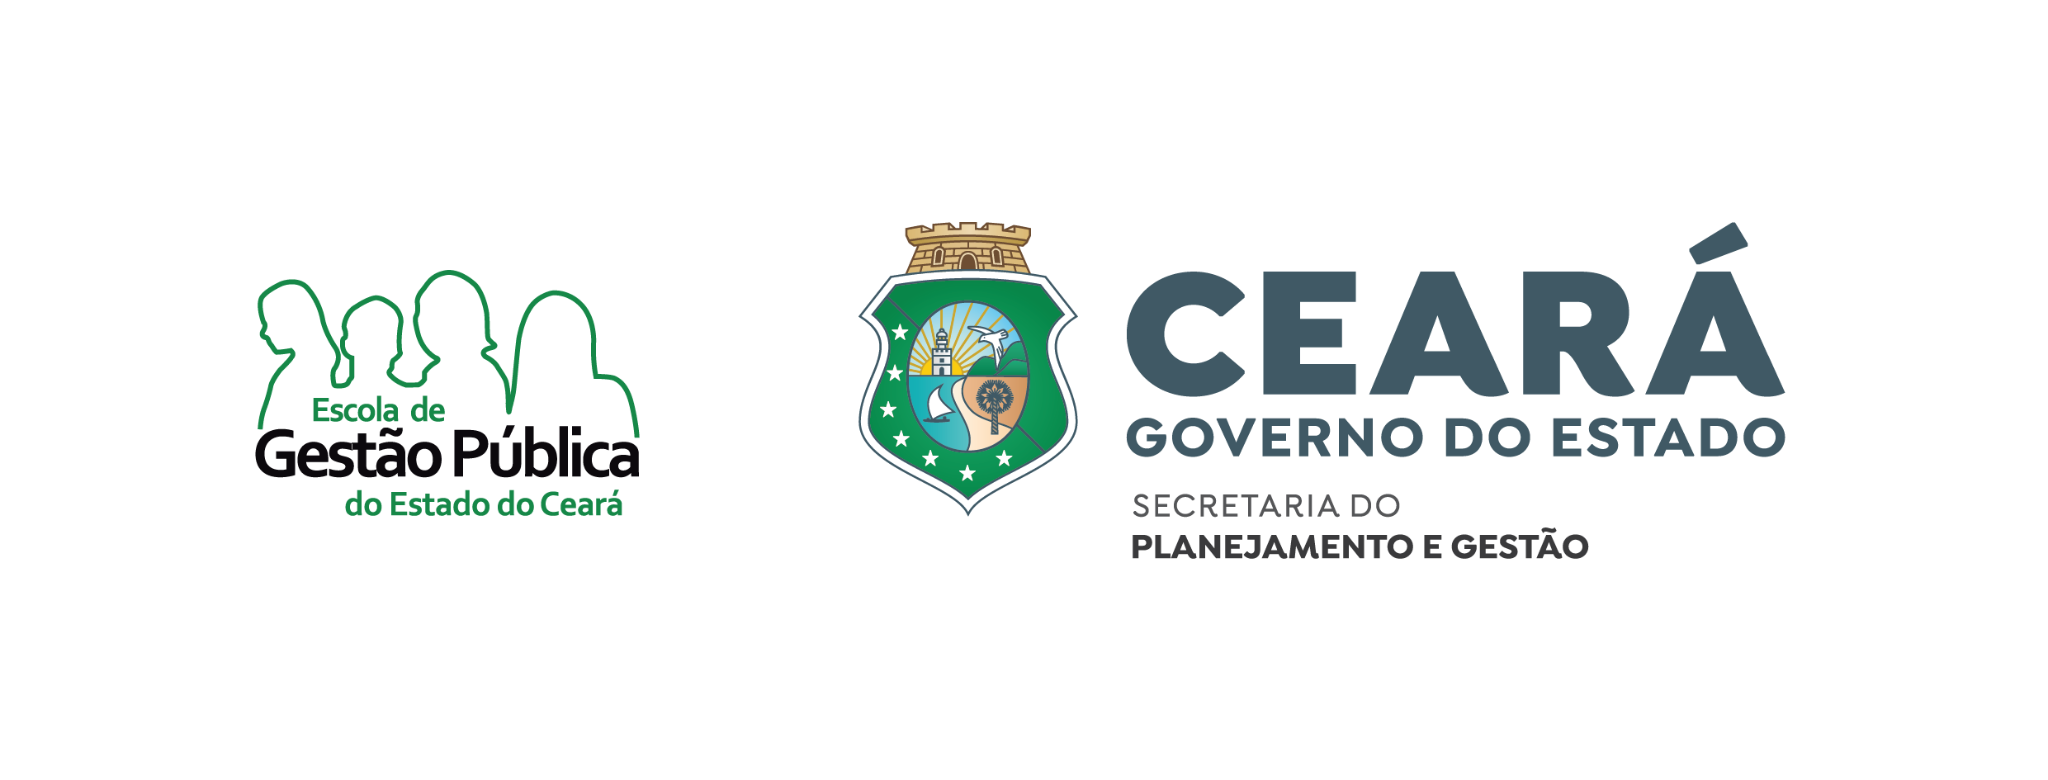 Escola de
Gestão Pública
do Estado do Ceará
CEARÁ
GOVERNO DO ESTADO
SECRETARIA DO
PLANEJAMENTO E GESTÃO